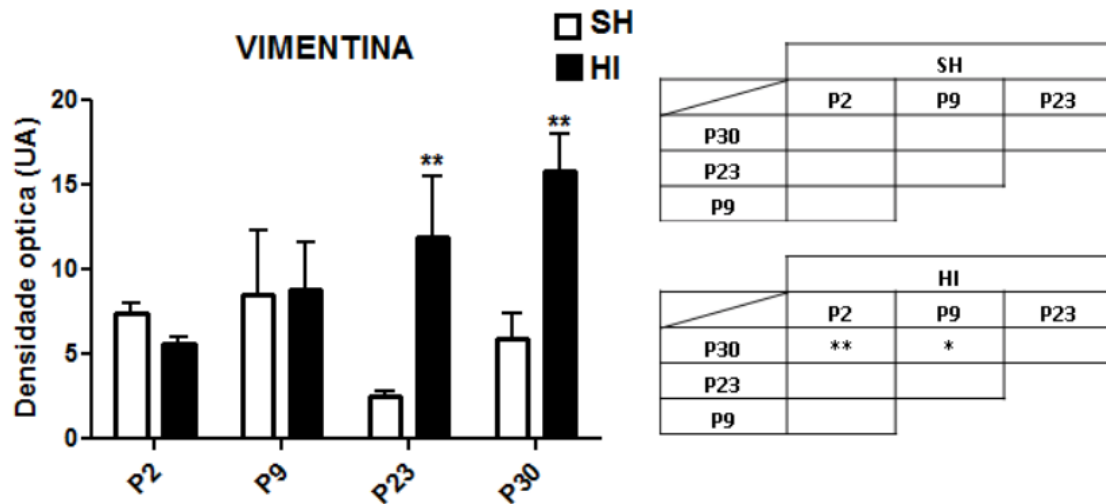 VIMENTINA
SH
HI
Densidade optica (UA)
20
15
10
5
0
**
**
P2
P9
P23
P30
SH
P2 P9 P23
P30
P23
P9
HI
P2 P9 P23
P30 ** *
P23
P9